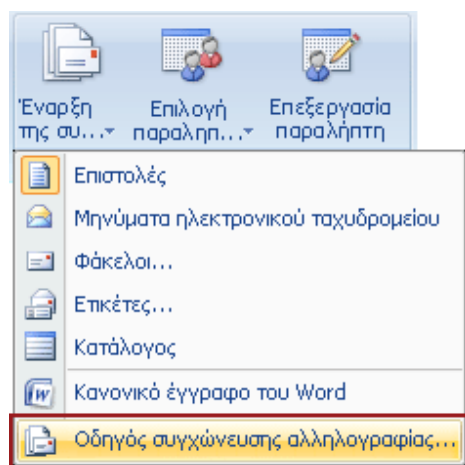 Έναρξη
της συ...
Επιλογή
παραληπ...
Επεξεργασία
παραλήπτη
Επιστολές
Μηνύματα ηλεκτρονικού ταχυδρομείου
Φάκελοι...
Ετικέτες...
Κατάλογος
Κανονικό έγγραφο του Word
Οδηγός συγχώνευσης αλληλογραφίας...